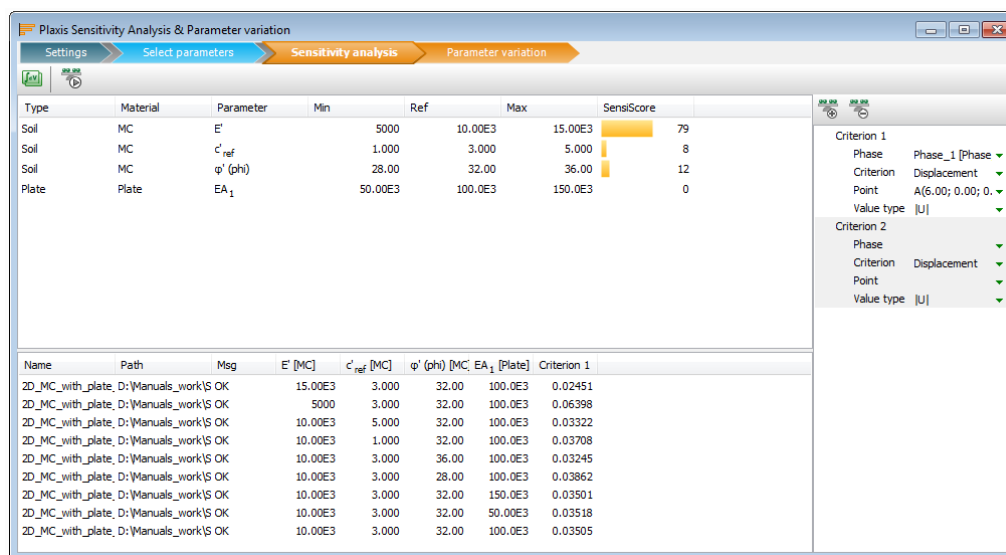 Plaxis Sensitivity Analysis & Parameter variation
Settings Select parameters Sensitivity analysis Parameter variation
Type Material Parameter Min Ref Max SensiScore
Soil MC E' 5000 10.00E3 15.00E3 79
Soil MC c'ref 1.000 3.000 5.000 8
Soil MC φ' (phi) 28.00 32.00 36.00 12
Plate Plate EA1 50.00E3 100.0E3 150.0E3 0
Criterion 1
Phase Phase_1 [Phase
Criterion Displacement
Point A(6.00; 0.00; 0.
Value type |U|
Criterion 2
Phase
Criterion Displacement
Point
Value type |U|
Name Path Msg E' [MC] c'ref [MC] φ' (phi) [MC] EA1 [Plate] Criterion 1
2D_MC_with_plate_ D:\Manuals_work\S OK 15.00E3 3.000 32.00 100.0E3 0.02451
2D_MC_with_plate_ D:\Manuals_work\S OK 5000 3.000 32.00 100.0E3 0.06398
2D_MC_with_plate_ D:\Manuals_work\S OK 10.00E3 5.000 32.00 100.0E3 0.03322
2D_MC_with_plate_ D:\Manuals_work\S OK 10.00E3 1.000 32.00 100.0E3 0.03708
2D_MC_with_plate_ D:\Manuals_work\S OK 10.00E3 3.000 36.00 100.0E3 0.03245
2D_MC_with_plate_ D:\Manuals_work\S OK 10.00E3 3.000 28.00 100.0E3 0.03862
2D_MC_with_plate_ D:\Manuals_work\S OK 10.00E3 3.000 32.00 150.0E3 0.03501
2D_MC_with_plate_ D:\Manuals_work\S OK 10.00E3 3.000 32.00 50.00E3 0.03518
2D_MC_with_plate_ D:\Manuals_work\S OK 10.00E3 3.000 32.00 100.0E3 0.03505